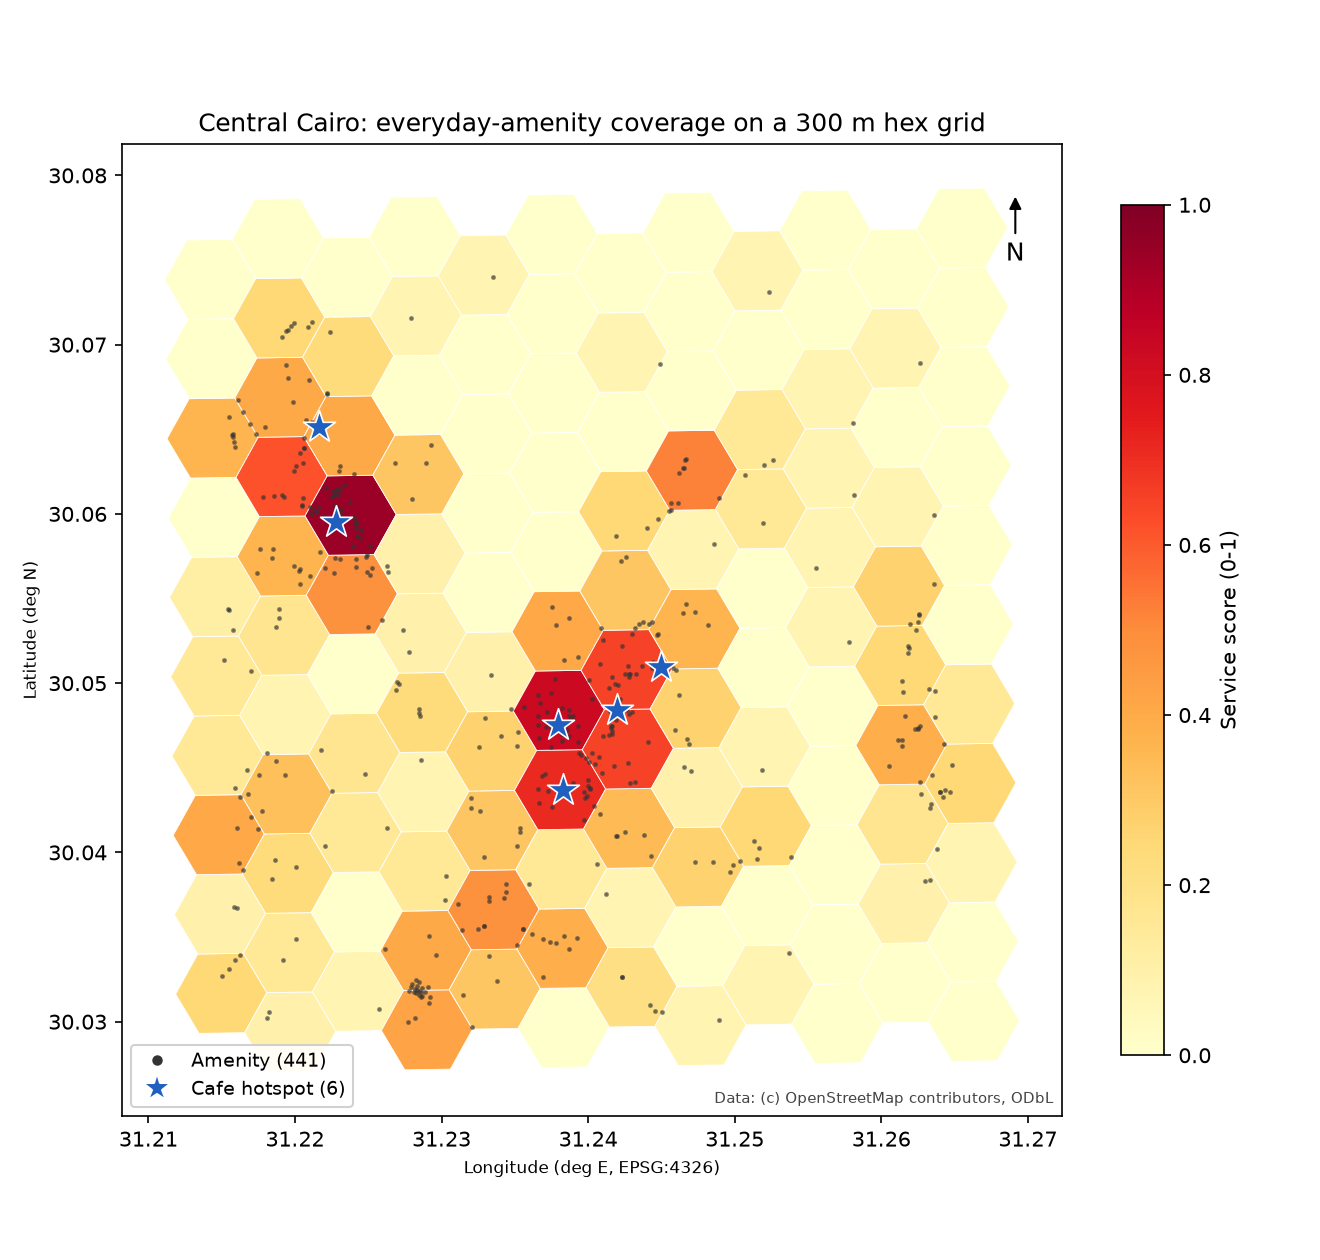 Central Cairo: everyday-amenity coverage on a 300 m hex grid
30.08
30.07
30.06
30.05
30.04
30.03
Latitude (deg N)
N
Amenity (441)
Cafe hotspot (6)
Data: (c) OpenStreetMap contributors, ODbL
31.21 31.22 31.23 31.24 31.25 31.26 31.27
Longitude (deg E, EPSG:4326)
1.0
0.8
0.6
0.4
0.2
0.0
Service score (0-1)